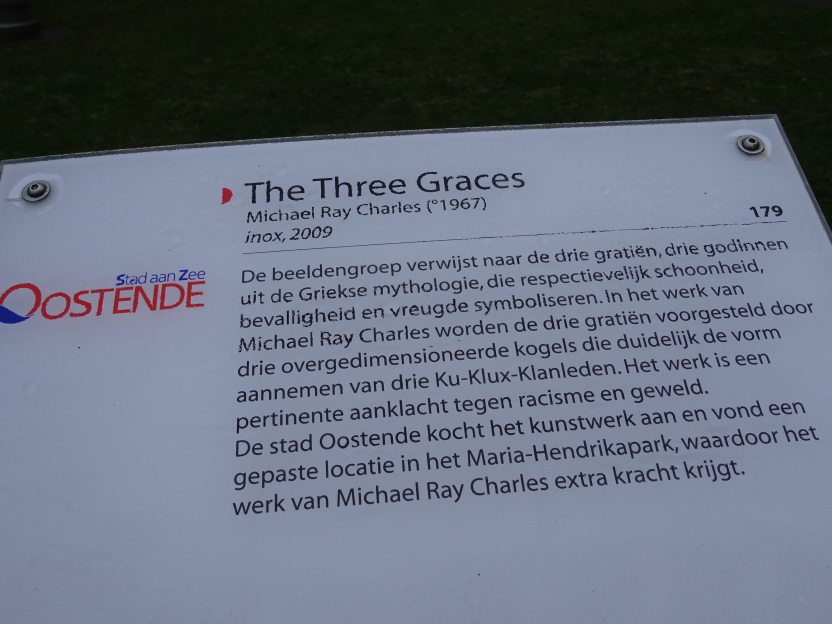 The Three Graces
Michael Ray Charles (°1967)
inox, 2009
179
Stad aan Zee
OOSTENDE
De beeldengroep verwijst naar de drie gratiën, drie godinnen
uit de Griekse mythologie, die respectievelijk schoonheid,
bevalligheid en vreugde symboliseren. In het werk van
Michael Ray Charles worden de drie gratiën voorgesteld door
drie overgedimensioneerde kogels die duidelijk de vorm
aannemen van drie Ku-Klux-Klanleden. Het werk is een
pertinente aanklacht tegen racisme en geweld.
De stad Oostende kocht het kunstwerk aan en vond een
gepaste locatie in het Maria-Hendrikapark, waardoor het
werk van Michael Ray Charles extra kracht krijgt.